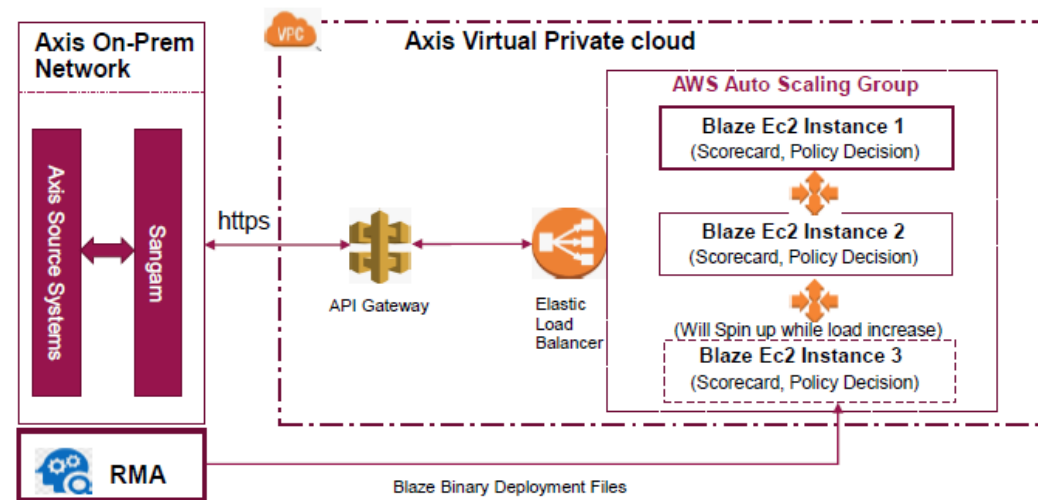 Axis On-Prem
Network
Axis Source Systems
Sangam
https
VPC
Axis Virtual Private cloud
API Gateway
Elastic
Load
Balancer
AWS Auto Scaling Group
Blaze Ec2 Instance 1
(Scorecard, Policy Decision)
Blaze Ec2 Instance 2
(Scorecard, Policy Decision)
(Will Spin up while load increase)
Blaze Ec2 Instance 3
(Scorecard, Policy Decision)
RMA
Blaze Binary Deployment Files